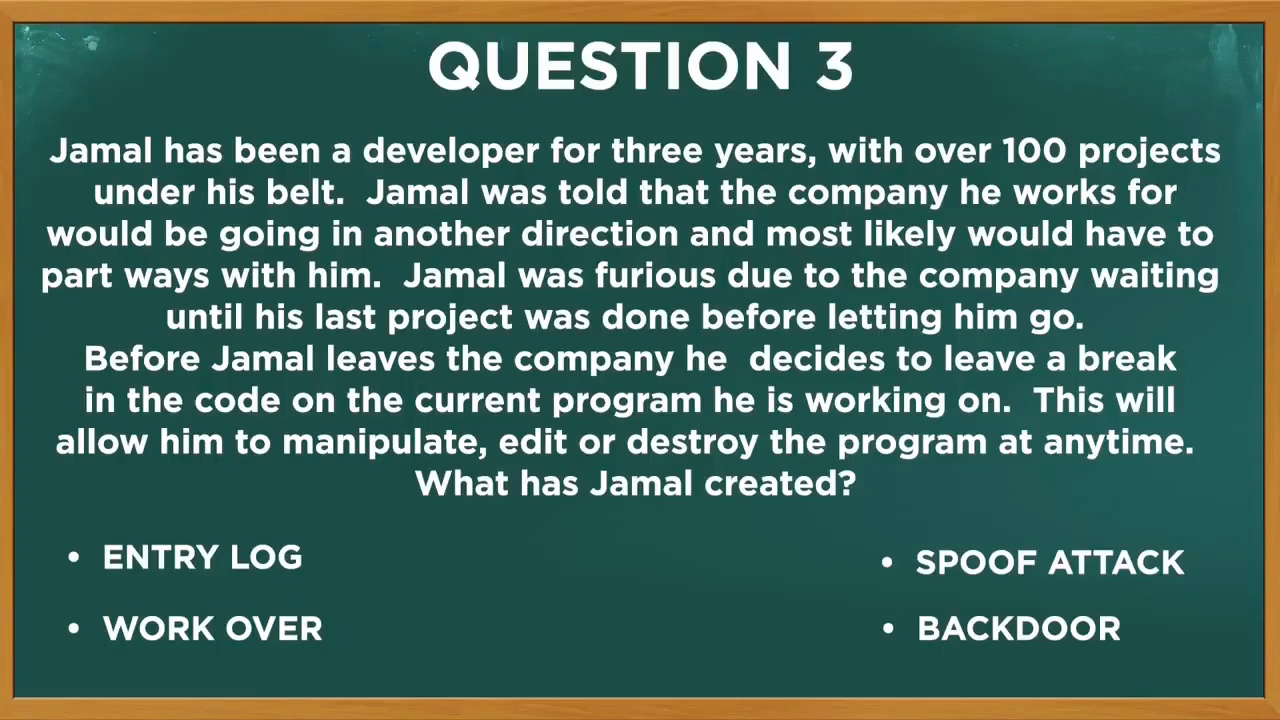 QUESTION 3
Jamal has been a developer for three years, with over 100 projects
under his belt.  Jamal was told that the company he works for
would be going in another direction and most likely would have to
part ways with him.  Jamal was furious due to the company waiting
until his last project was done before letting him go.
Before Jamal leaves the company he  decides to leave a break
in the code on the current program he is working on.  This will
allow him to manipulate, edit or destroy the program at anytime.
What has Jamal created?
• ENTRY LOG
• SPOOF ATTACK
• WORK OVER
• BACKDOOR